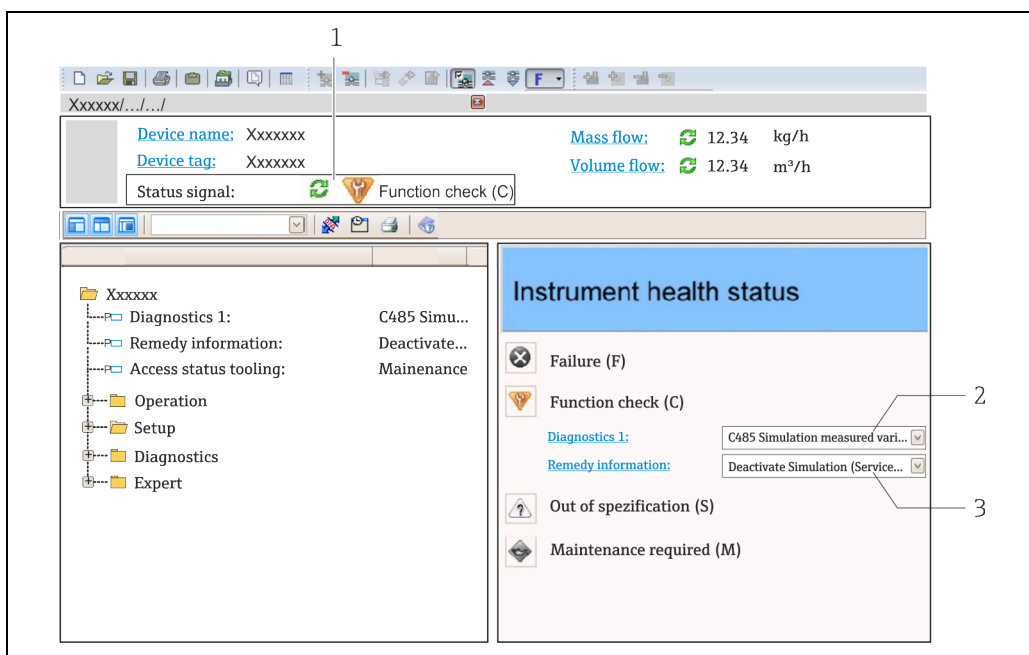 1
F
Xxxxxx/.../.../
Device name: Xxxxxxx
Mass flow: 12.34 kg/h
Device tag: Xxxxxxx
Volume flow: 12.34 m³/h
Status signal: Function check (C)
Xxxxxx
Diagnostics 1: C485 Simu...
Remedy information: Deactivate...
Access status tooling: Mainenance
Operation
Setup
Diagnostics
Expert
Instrument health status
Failure (F)
Function check (C)
2
Diagnostics 1: C485 Simulation measured vari...
Remedy information: Deactivate Simulation (Service...
Out of spezification (S)
3
Maintenance required (M)